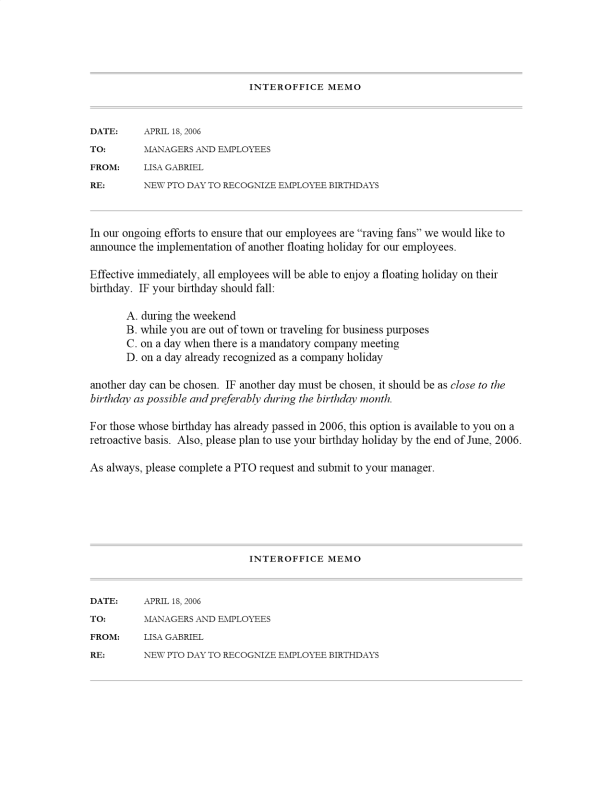 INTEROFFICE MEMO
DATE: APRIL 18, 2006
TO: MANAGERS AND EMPLOYEES
FROM: LISA GABRIEL
RE: NEW PTO DAY TO RECOGNIZE EMPLOYEE BIRTHDAYS
In our ongoing efforts to ensure that our employees are “raving fans” we would like to
announce the implementation of another floating holiday for our employees.
Effective immediately, all employees will be able to enjoy a floating holiday on their
birthday.  IF your birthday should fall:
A. during the weekend
B. while you are out of town or traveling for business purposes
C. on a day when there is a mandatory company meeting
D. on a day already recognized as a company holiday
another day can be chosen.  IF another day must be chosen, it should be as close to the
birthday as possible and preferably during the birthday month.
For those whose birthday has already passed in 2006, this option is available to you on a
retroactive basis.  Also, please plan to use your birthday holiday by the end of June, 2006.
As always, please complete a PTO request and submit to your manager.
INTEROFFICE MEMO
DATE: APRIL 18, 2006
TO: MANAGERS AND EMPLOYEES
FROM: LISA GABRIEL
RE: NEW PTO DAY TO RECOGNIZE EMPLOYEE BIRTHDAYS